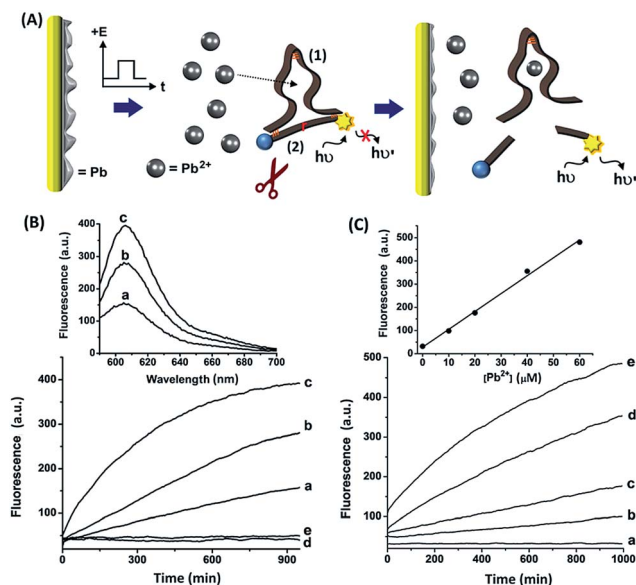 (A)
+E
t
= Pb
= Pb2+
(1)
(2)
hυ
hυ'
hυ
hυ'
(B)
Fluorescence (a.u.)
400
300
200
100
0
c
b
a
600 620 640 660 680 700
Wavelength (nm)
Fluorescence (a.u.)
400
300
200
100
c
b
a
e
d
0 300 600 900
Time (min)
(C)
Fluorescence (a.u.)
500
400
300
200
100
0
0 10 20 30 40 50 60
[Pb2+] (μM)
Fluorescence (a.u.)
500
400
300
200
100
e
d
c
b
a
0 200 400 600 800 1000
Time (min)